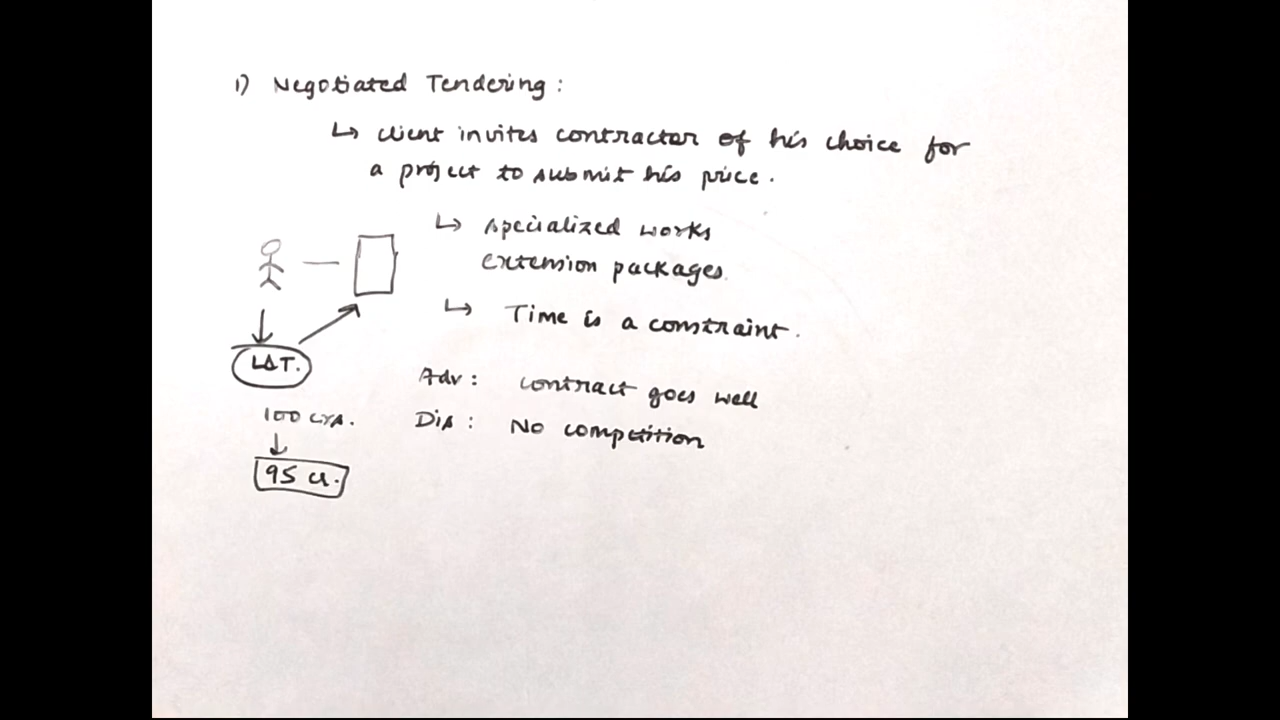 1) Negotiated Tendering :
↳ client invites contractor of his choice for
a project to submit his price.
↳ specialized works
extension packages
↳ Time is a constraint.
L&T.
Adv : contract goes well
100 crs.
Dis : No competition
95 cr.